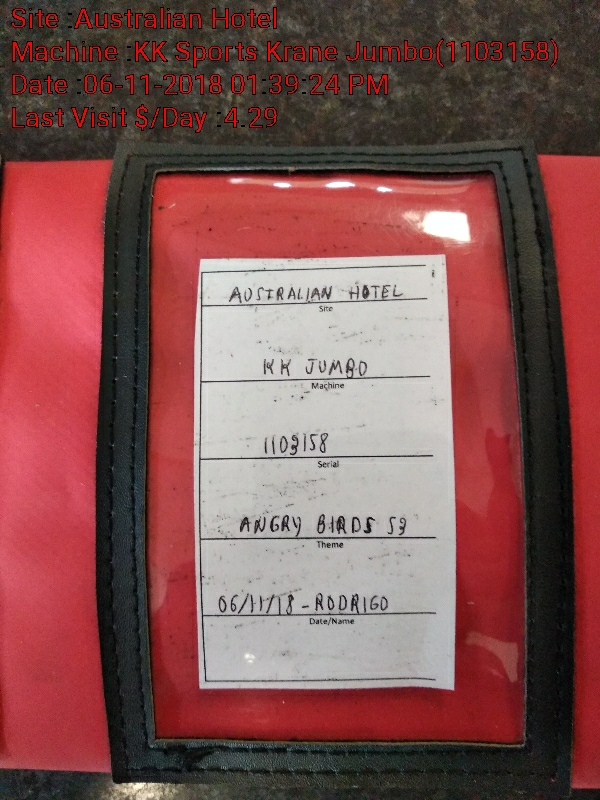 Site :Australian Hotel
Machine :KK Sports Krane Jumbo(1103158)
Date :06-11-2018 01:39:24 PM
Last Visit $/Day :4.29
AUSTRALIAN HOTEL
Site
KK JUMBO
Machine
1103158
Serial
ANGRY BIRDS S3
Theme
06/11/18 - RODRIGO
Date/Name